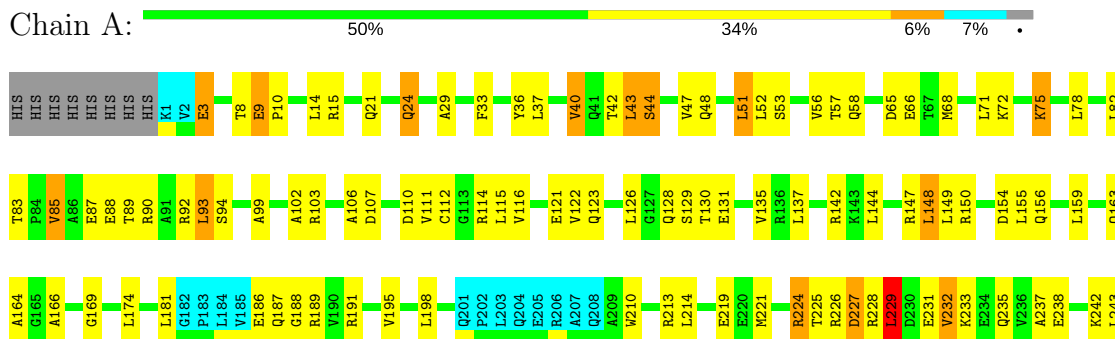 Chain A:
50% 34% 6% 7% •
HIS HIS HIS HIS HIS HIS HIS HIS K1 V2 E3 T8 E9 P10 L14 R15 Q21 Q24 A29 F33 Y36 L37 V40 Q41 T42 L43 S44 V47 Q48 L51 L52 S53 V56 T57 Q58 D65 E66 T67 M68 L71 K72 K75 L78 L82
T83 P84 V85 A86 E87 E88 T89 R90 A91 R92 L93 S94 A99 A102 R103 A106 D107 D110 V111 C112 G113 R114 L115 V116 E121 V122 Q123 L126 G127 Q128 S129 T130 E131 V135 R136 L137 R142 K143 L144 R147 L148 L149 R150 D154 L155 Q156 L159 Q163
A164 G165 A166 G169 L174 L181 G182 P183 L184 V185 E186 Q187 G188 R189 V190 R191 V195 L198 Q201 P202 L203 Q204 E205 R206 A207 Q208 A209 W210 R213 L214 E219 E220 M221 R224 T225 R226 D227 R228 L229 D230 E231 V232 K233 E234 Q235 V236 A237 E238 K242